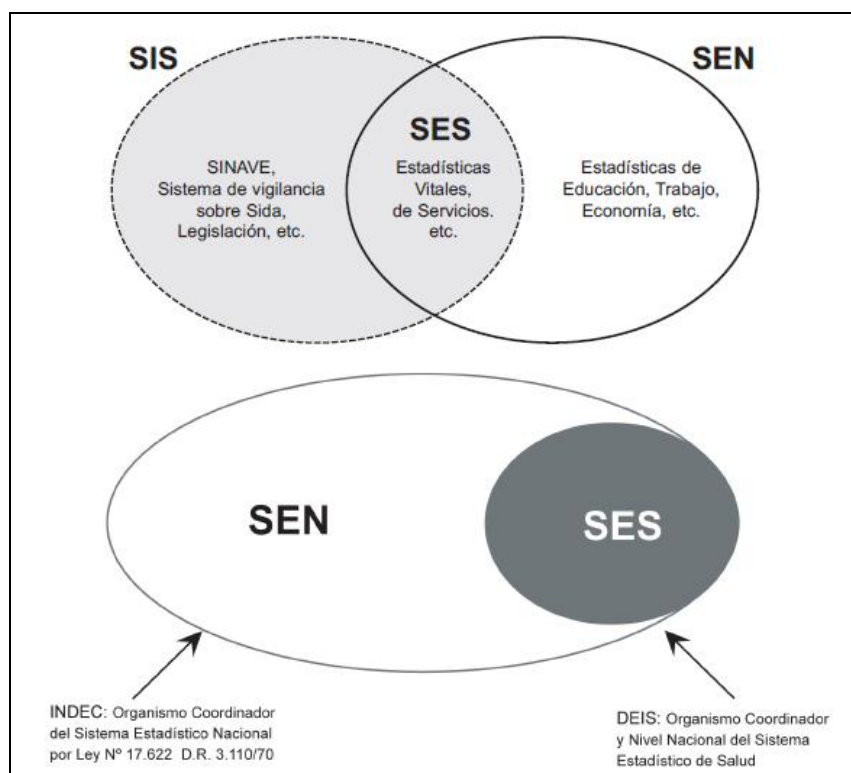 SIS
SEN
SES
SINAVE,
Sistema de vigilancia
sobre Sida,
Legislación, etc.
Estadísticas
Vitales,
de Servicios.
etc.
Estadísticas de
Educación, Trabajo,
Economía, etc.
SEN
SES
INDEC: Organismo Coordinador
del Sistema Estadístico Nacional
por Ley Nº 17.622 D.R. 3.110/70
DEIS: Organismo Coordinador
y Nivel Nacional del Sistema
Estadístico de Salud